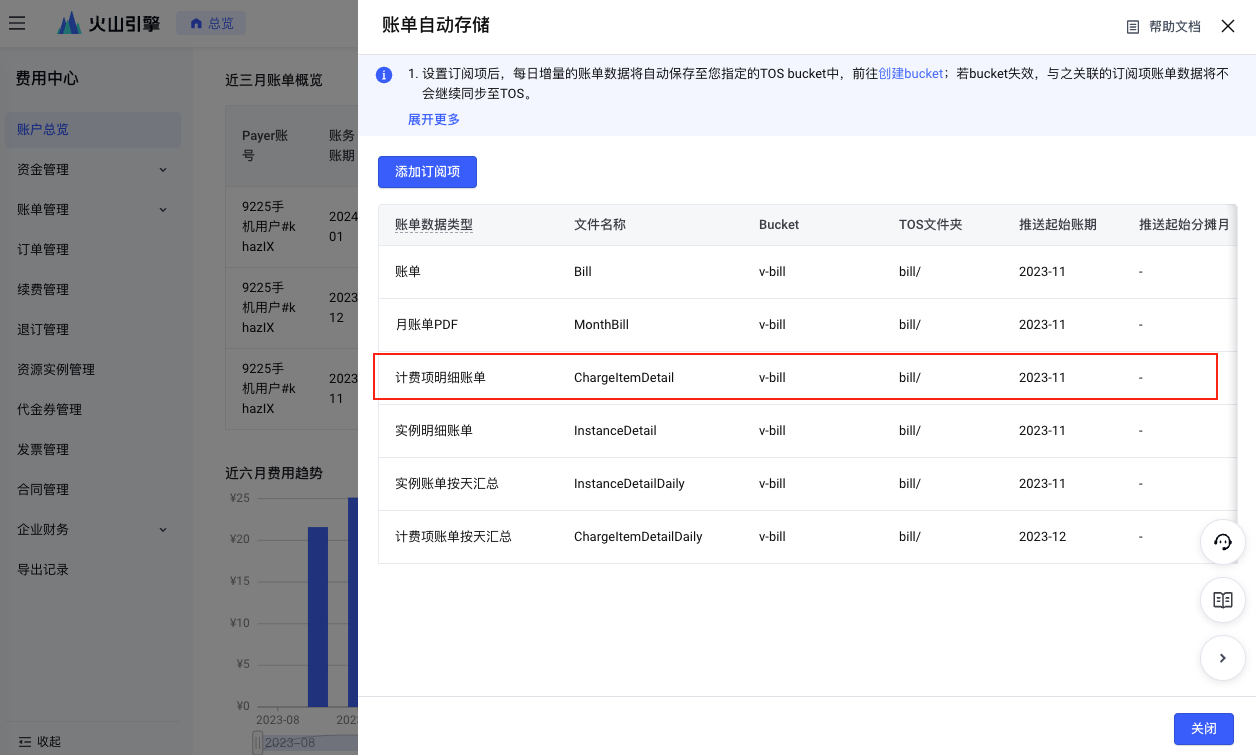 火山引擎
总览
费用中心
账户总览
资金管理
账单管理
订单管理
续费管理
退订管理
资源实例管理
代金券管理
发票管理
合同管理
企业财务
导出记录
收起
近三月账单概览
Payer账
号
账务
账期
9225手
机用户#k
hazIX
2024
01
9225手
机用户#k
hazIX
2023
12
9225手
机用户#k
hazIX
2023
11
近六月费用趋势
¥25
¥20
¥15
¥10
¥5
¥0
2023-08
202
2023-08
账单自动存储
帮助文档
1. 设置订阅项后，每日增量的账单数据将自动保存至您指定的TOS bucket中，前往创建bucket；若bucket失效，与之关联的订阅项账单数据将不
会继续同步至TOS。
展开更多
添加订阅项
账单数据类型 文件名称 Bucket TOS文件夹 推送起始账期 推送起始分摊月
账单 Bill v-bill bill/ 2023-11 -
月账单PDF MonthBill v-bill bill/ 2023-11 -
计费项明细账单 ChargeItemDetail v-bill bill/ 2023-11 -
实例明细账单 InstanceDetail v-bill bill/ 2023-11 -
实例账单按天汇总 InstanceDetailDaily v-bill bill/ 2023-11 -
计费项账单按天汇总 ChargeItemDetailDaily v-bill bill/ 2023-12 -
关闭